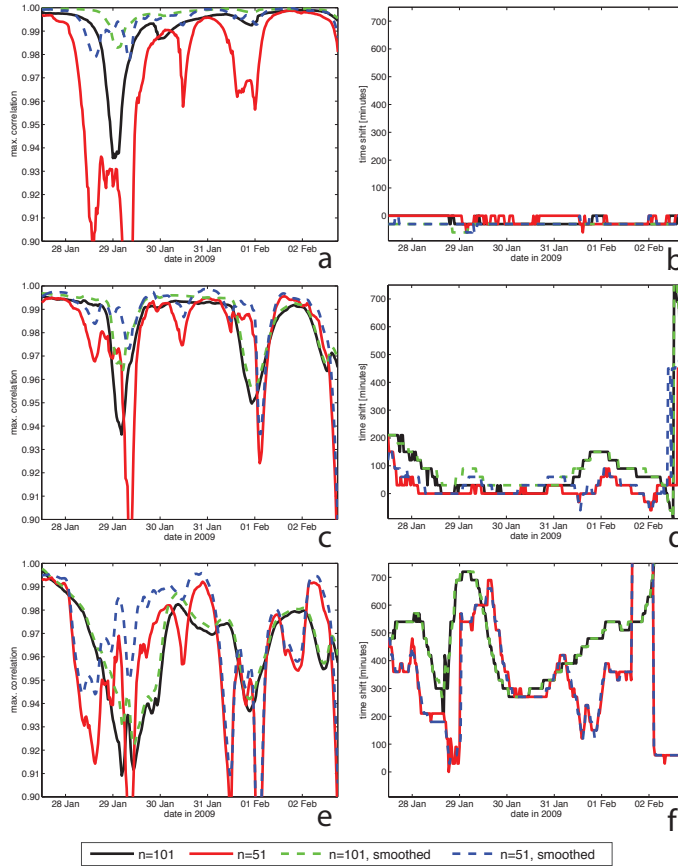 1.00
0.99
0.98
0.97
0.96
0.95
0.94
0.93
0.92
0.91
0.90
max. correlation
28 Jan 29 Jan 30 Jan 31 Jan 01 Feb 02 Feb
date in 2009
a
700
600
500
400
300
200
100
0
time shift [minutes]
28 Jan 29 Jan 30 Jan 31 Jan 01 Feb 02 Feb
date in 2009
b
1.00
0.99
0.98
0.97
0.96
0.95
0.94
0.93
0.92
0.91
0.90
max. correlation
28 Jan 29 Jan 30 Jan 31 Jan 01 Feb 02 Feb
date in 2009
c
700
600
500
400
300
200
100
0
time shift [minutes]
28 Jan 29 Jan 30 Jan 31 Jan 01 Feb 02 Feb
date in 2009
d
1.00
0.99
0.98
0.97
0.96
0.95
0.94
0.93
0.92
0.91
0.90
max. correlation
28 Jan 29 Jan 30 Jan 31 Jan 01 Feb 02 Feb
date in 2009
e
700
600
500
400
300
200
100
0
time shift [minutes]
28 Jan 29 Jan 30 Jan 31 Jan 01 Feb 02 Feb
date in 2009
f
n=101 n=51 n=101, smoothed n=51, smoothed